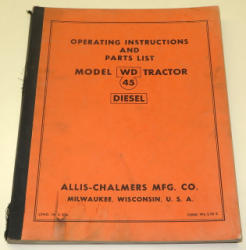 OPERATING INSTRUCTIONS
AND
PARTS LIST
MODEL WD TRACTOR
45
DIESEL
ALLIS-CHALMERS MFG. CO.
MILWAUKEE, WISCONSIN, U. S. A.